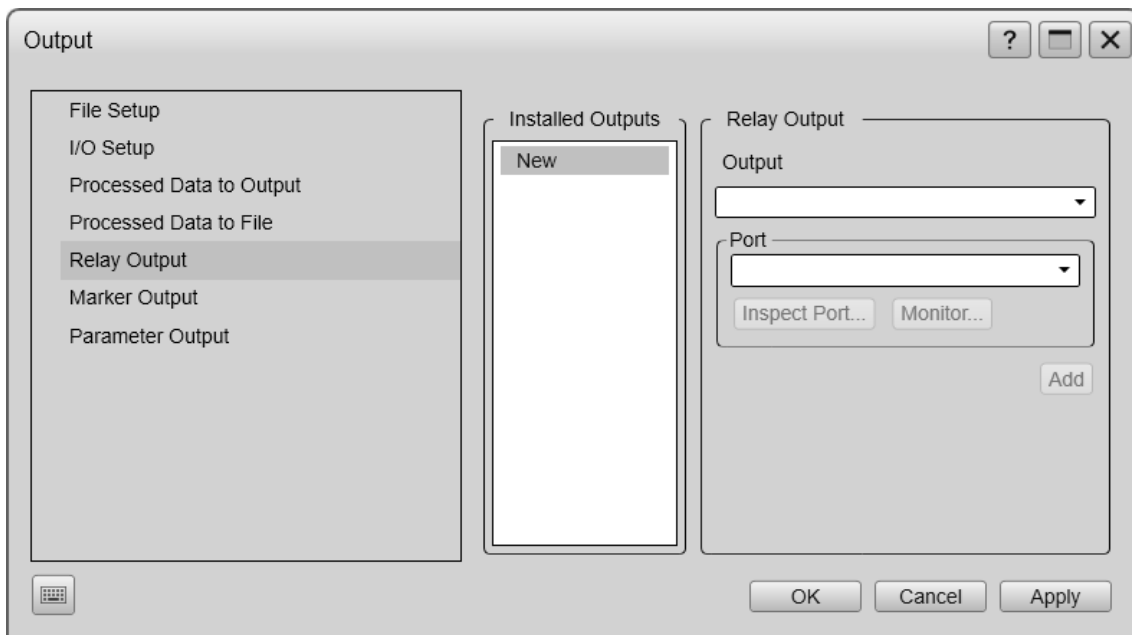 Output
?
File Setup
I/O Setup
Processed Data to Output
Processed Data to File
Relay Output
Marker Output
Parameter Output
Installed Outputs
New
Relay Output
Output
Port
Inspect Port...
Monitor...
Add
OK
Cancel
Apply